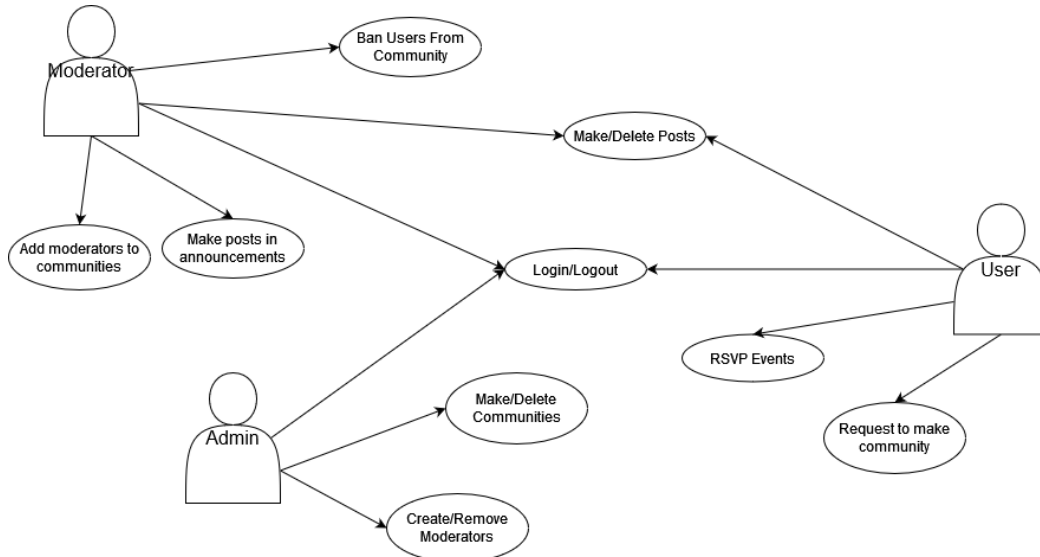 Ban Users From
Community
Moderator
Make/Delete Posts
Add moderators to
communities
Make posts in
announcements
Login/Logout
User
RSVP Events
Make/Delete
Communities
Admin
Request to make
community
Create/Remove
Moderators